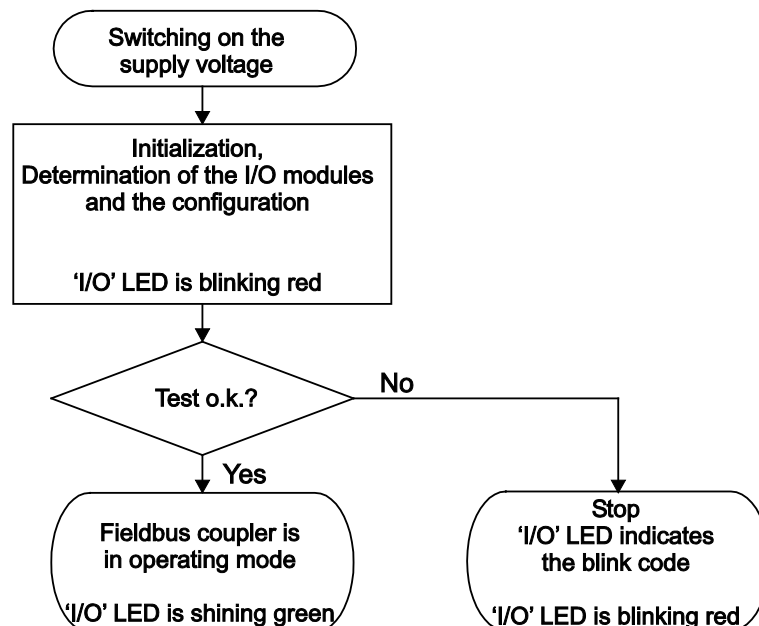 Switching on the
supply voltage
Initialization,
Determination of the I/O modules
and the configuration
‘I/O’ LED is blinking red
Test o.k.?
No
Yes
Fieldbus coupler is
in operating mode
‘I/O’ LED is shining green
Stop
‘I/O’ LED indicates
the blink code
‘I/O’ LED is blinking red